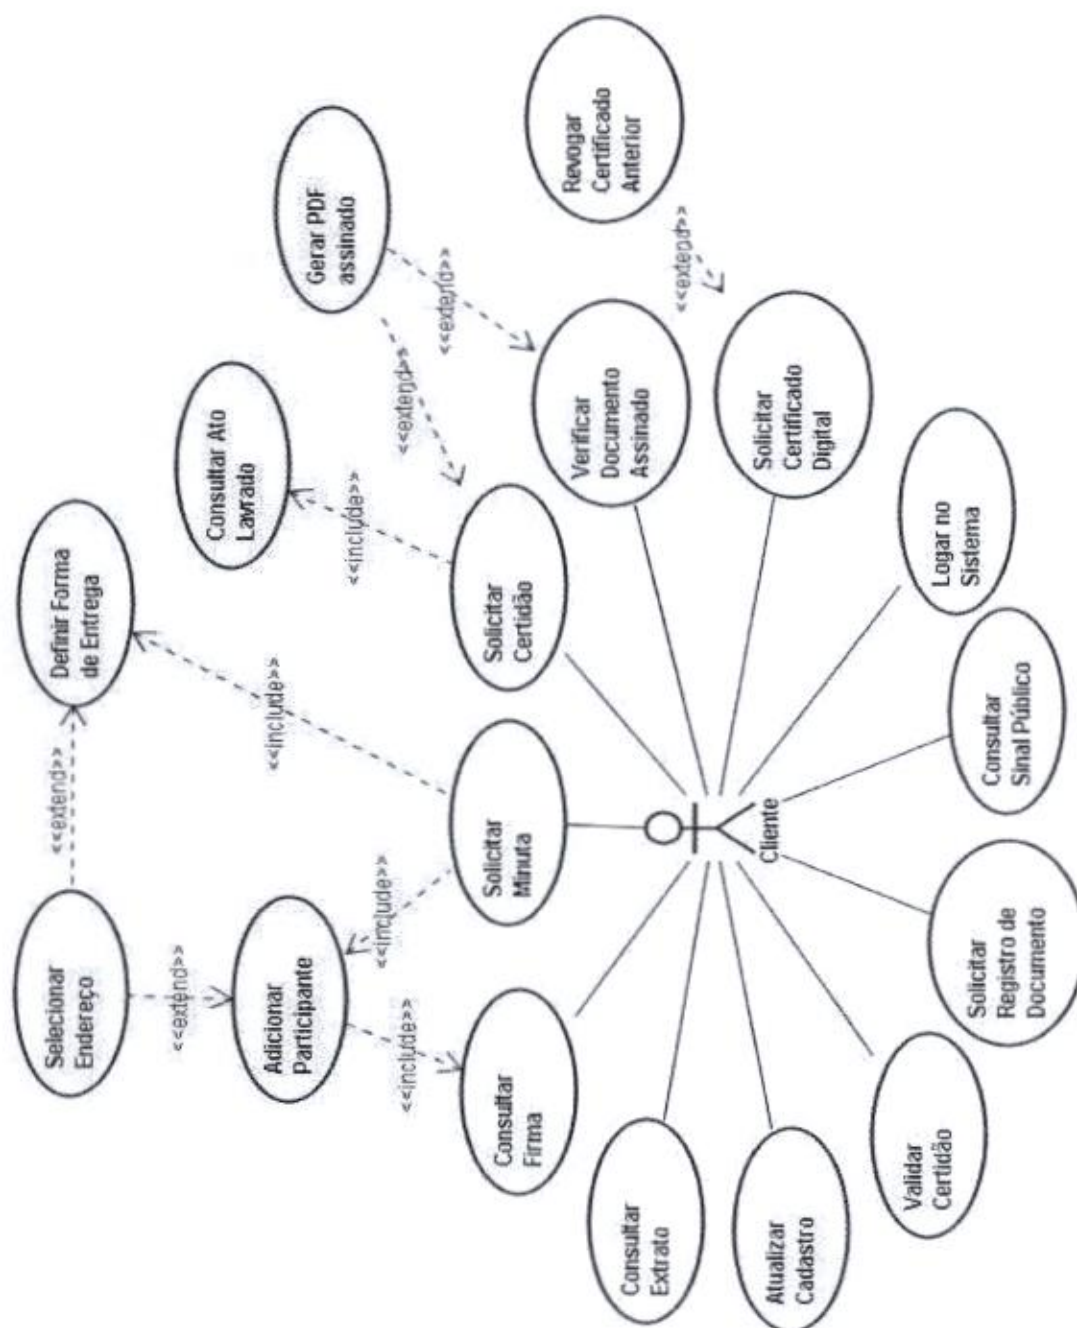 Selecionar
Endereço
<<extend>>
Definir Forma
de Entrega
<<extend>>
Consultar Ato
Lavrado
Gerar PDF
assinado
Adicionar
Participante
<<include>>
<<include>>
<<extend>>
<<extend>>
<<include>>
<<include>>
Consultar
Firma
Solicitar
Minuta
Solicitar
Certidão
Verificar
Documento
Assinado
Revogar
Certificado
Anterior
<<extend>>
Consultar
Extrato
Solicitar
Certificado
Digital
Cliente
Atualizar
Cadastro
Validar
Certidão
Solicitar
Registro de
Documento
Consultar
Sinal Público
Logar no
Sistema